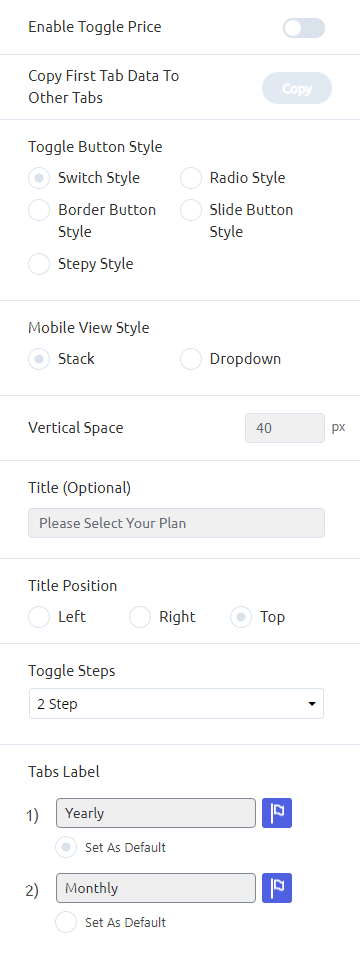 Enable Toggle Price
Copy First Tab Data To
Other Tabs
Copy
Toggle Button Style
Switch Style
Radio Style
Border Button
Style
Slide Button
Style
Stepy Style
Mobile View Style
Stack
Dropdown
Vertical Space
40
px
Title (Optional)
Please Select Your Plan
Title Position
Left
Right
Top
Toggle Steps
2 Step
Tabs Label
1)
Yearly
Set As Default
2)
Monthly
Set As Default